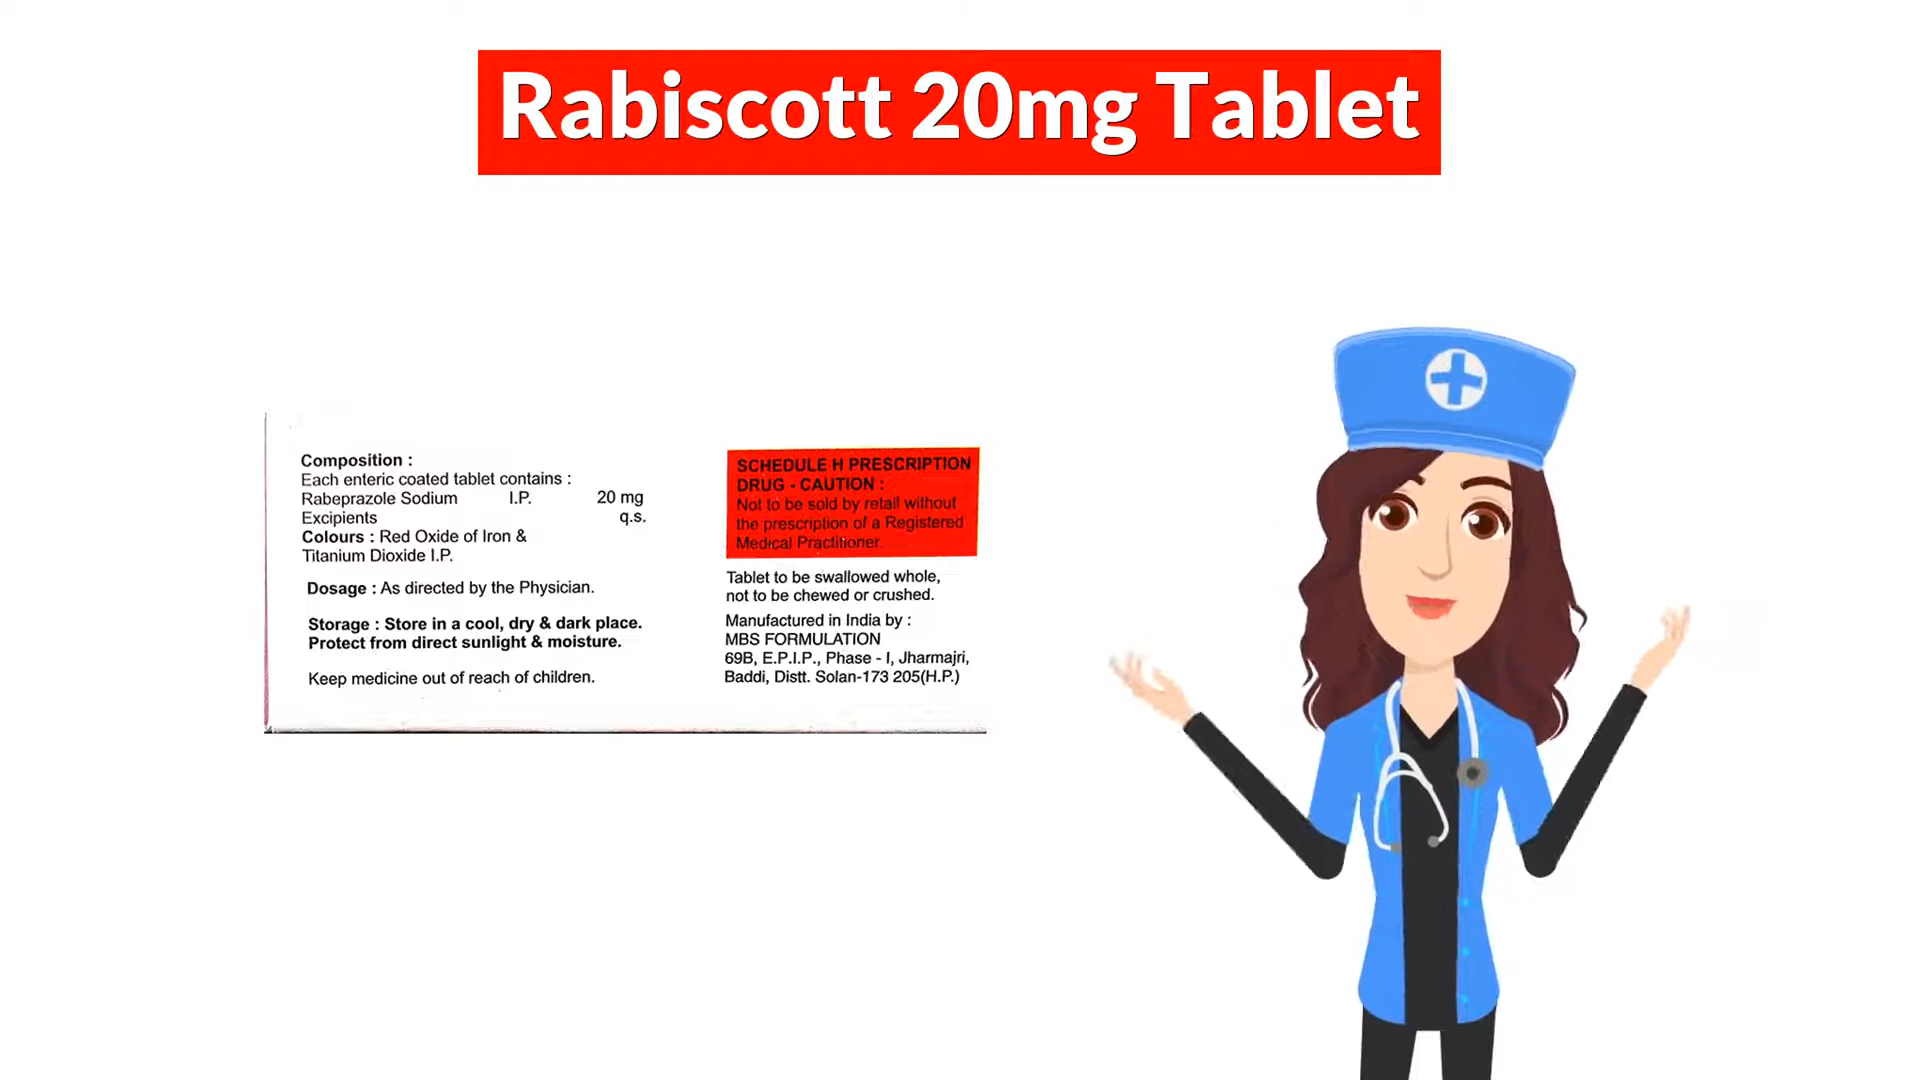 Rabiscott 20mg Tablet
Composition :
Each enteric coated tablet contains :
Rabeprazole Sodium I.P. 20 mg
Excipients q.s.
Colours : Red Oxide of Iron &
Titanium Dioxide I.P.
Dosage : As directed by the Physician.
Storage : Store in a cool, dry & dark place.
Protect from direct sunlight & moisture.
Keep medicine out of reach of children.
SCHEDULE H PRESCRIPTION
DRUG - CAUTION :
Not to be sold by retail without
the prescription of a Registered
Medical Practitioner.
Tablet to be swallowed whole,
not to be chewed or crushed.
Manufactured in India by :
MBS FORMULATION
69B, E.P.I.P., Phase - I, Jharmajri,
Baddi, Distt. Solan-173 205(H.P.)